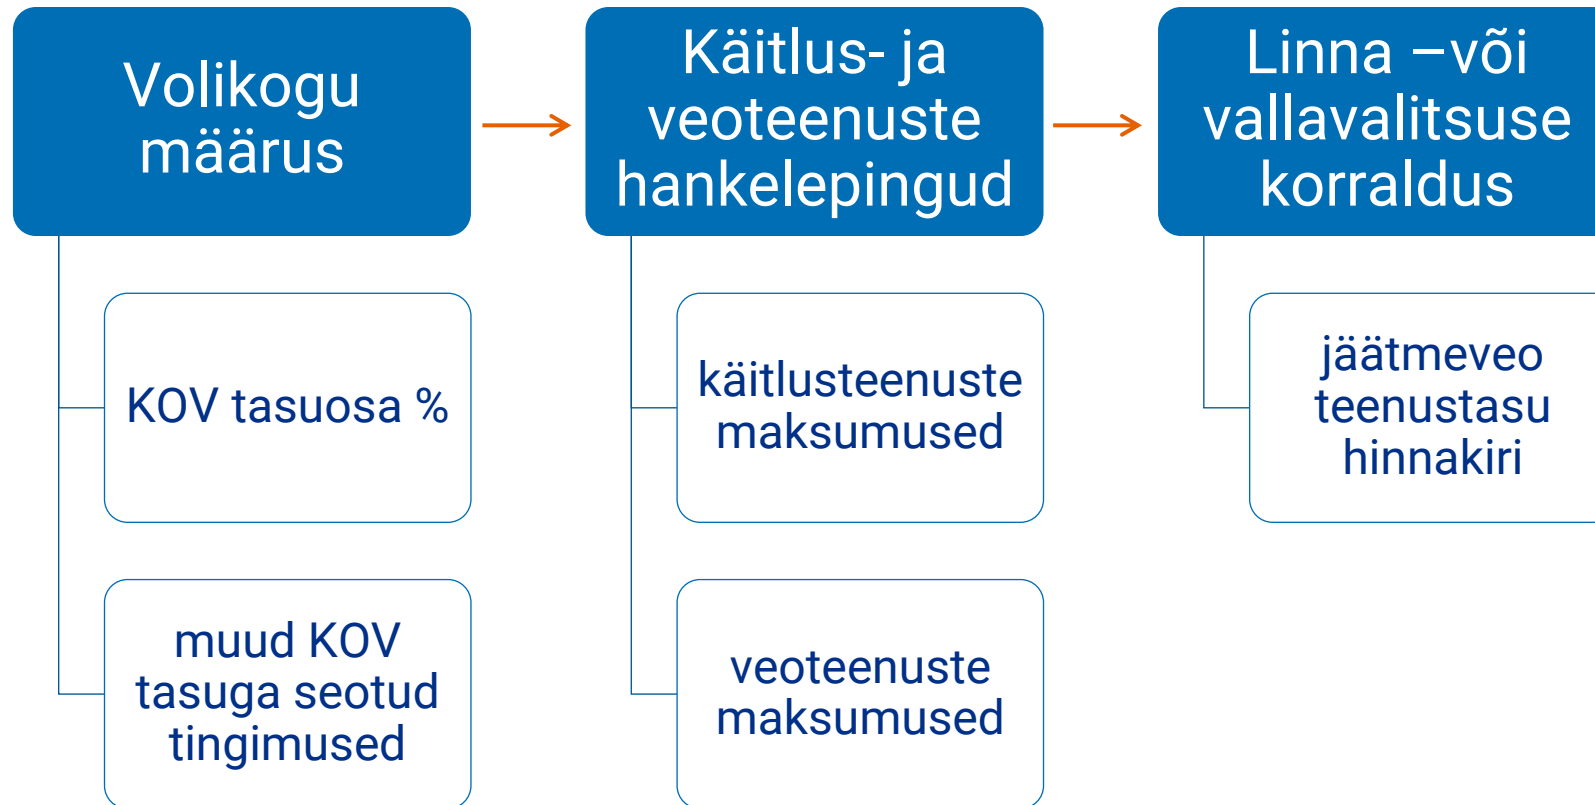 Volikogu
määrus
KOV tasuosa %
muud KOV
tasuga seotud
tingimused
Käitlus- ja
veoteenuste
hankelepingud
käitlusteenuste
maksumused
veoteenuste
maksumused
Linna –või
vallavalitsuse
korraldus
jäätmeveo
teenustasu
hinnakiri